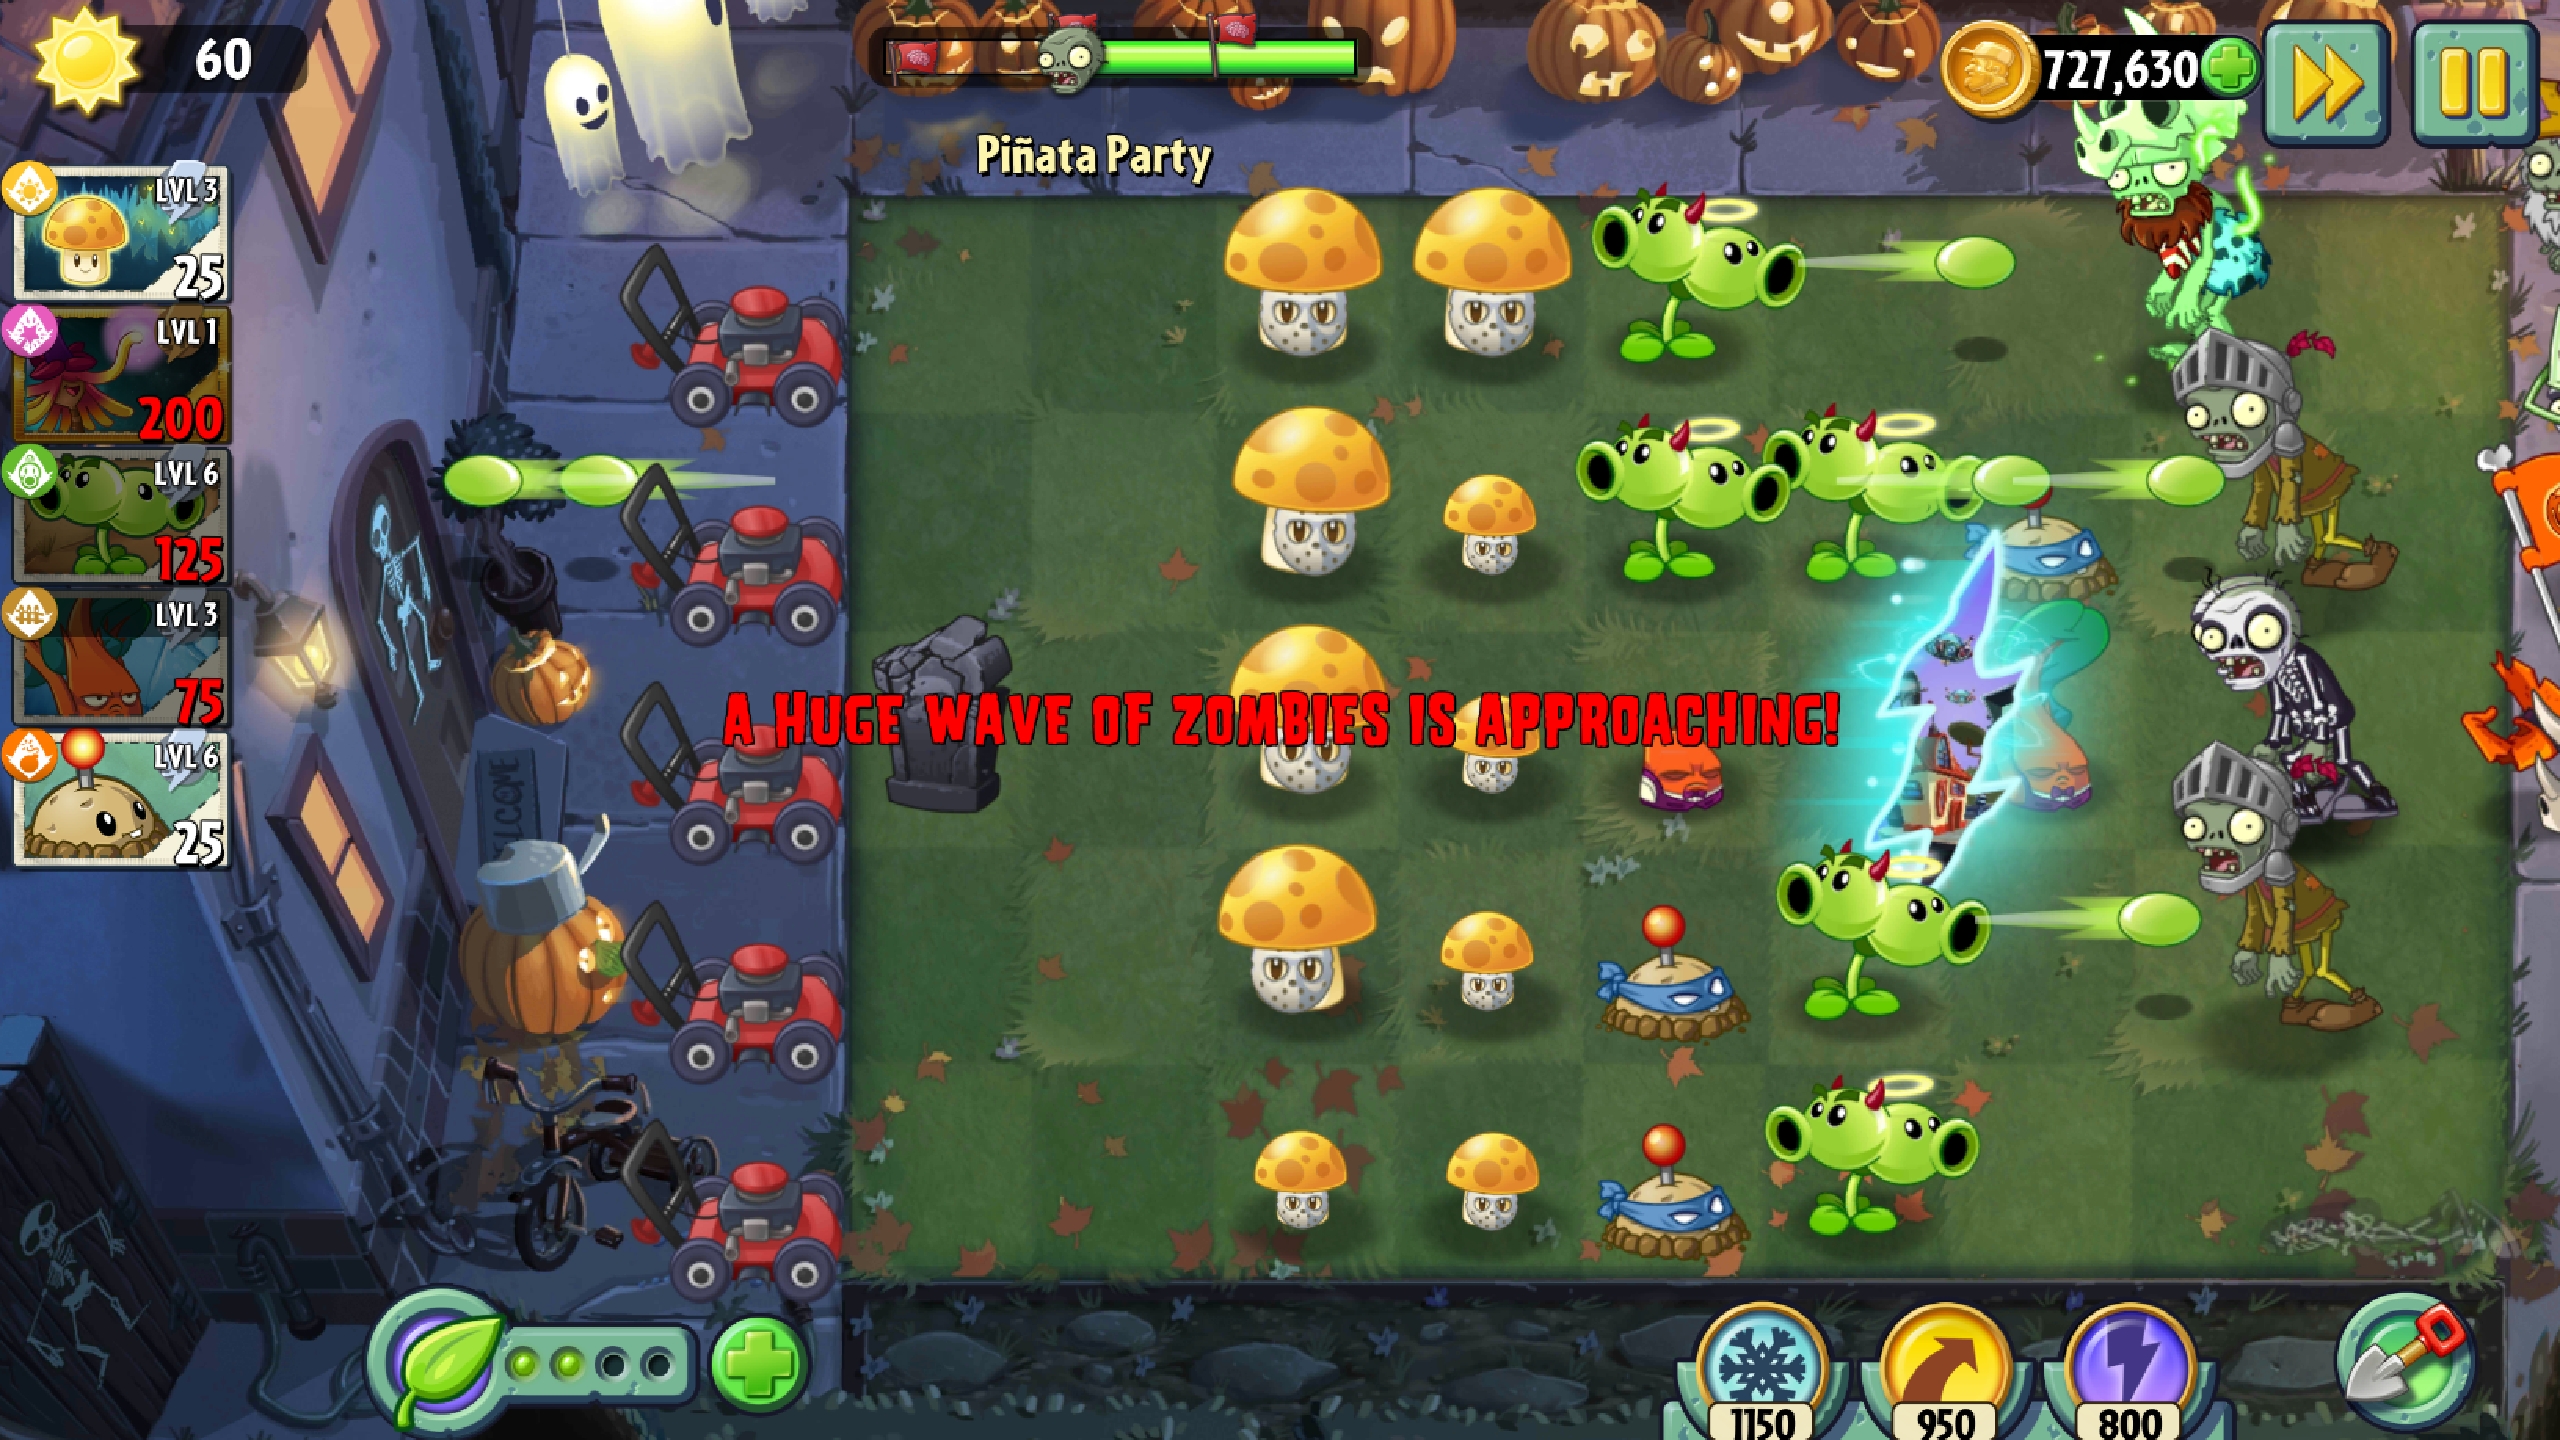 60
727,630
Piñata Party
LVL 3
25
LVL 1
200
LVL 6
125
LVL 3
75
LVL 6
25
A HUGE WAVE OF ZOMBIES IS APPROACHING!
1150
950
800